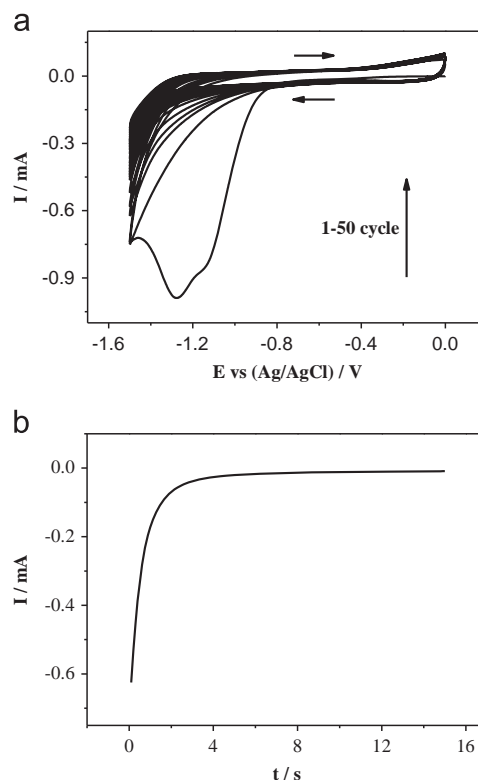 a
0.0
-0.3
-0.6
-0.9
I / mA
1-50 cycle
-1.6 -1.2 -0.8 -0.4 0.0
E vs (Ag/AgCl) / V
b
0.0
-0.2
-0.4
-0.6
I / mA
0 4 8 12 16
t / s